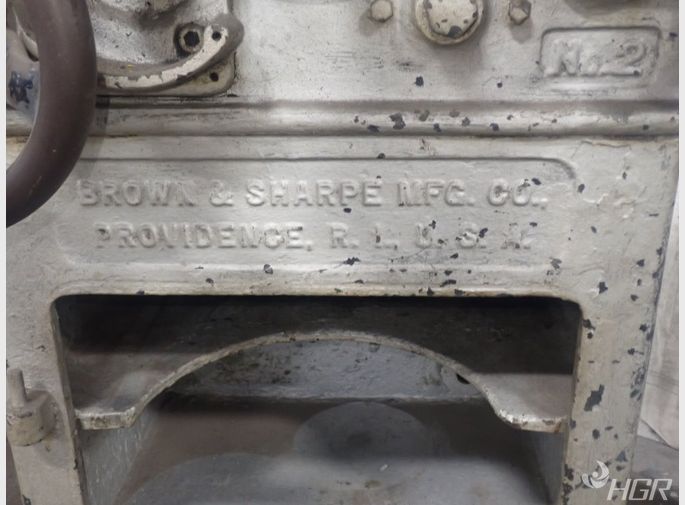 No. 2
BROWN & SHARPE MFG. CO.,
PROVIDENCE, R. I., U. S. A.
HGR